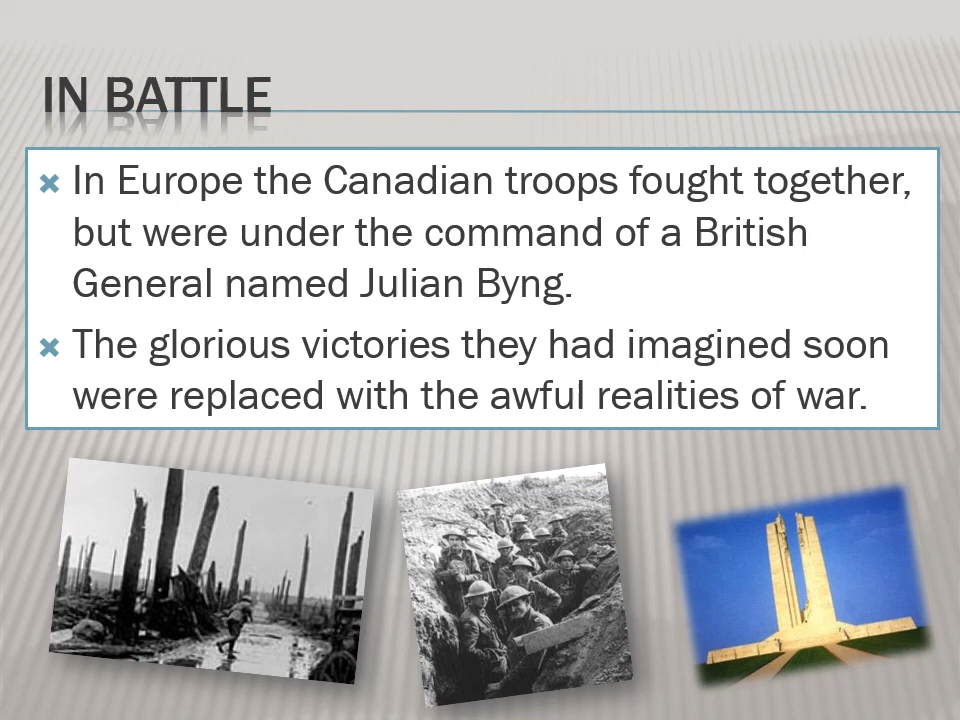 IN BATTLE
In Europe the Canadian troops fought together,
but were under the command of a British
General named Julian Byng.
The glorious victories they had imagined soon
were replaced with the awful realities of war.